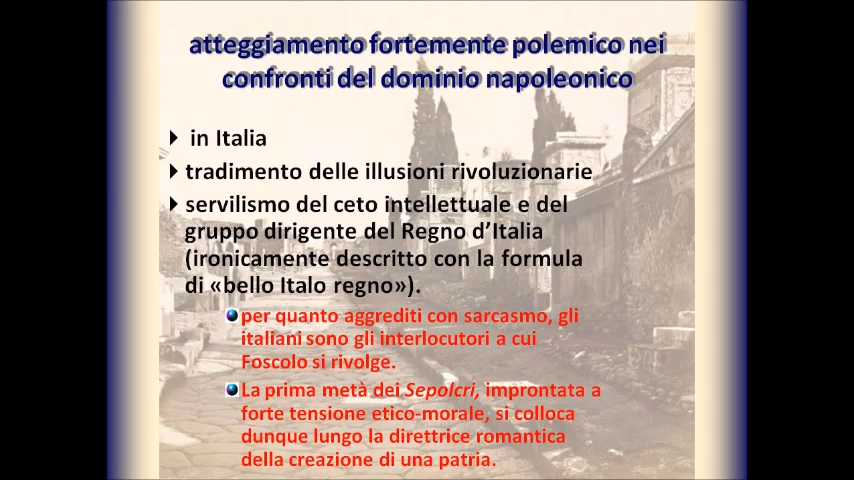 atteggiamento fortemente polemico nei
confronti del dominio napoleonico
in Italia
tradimento delle illusioni rivoluzionarie
servilismo del ceto intellettuale e del
gruppo dirigente del Regno d’Italia
(ironicamente descritto con la formula
di «bello Italo regno»).
per quanto aggrediti con sarcasmo, gli
italiani sono gli interlocutori a cui
Foscolo si rivolge.
La prima metà dei Sepolcri, improntata a
forte tensione etico-morale, si colloca
dunque lungo la direttrice romantica
della creazione di una patria.